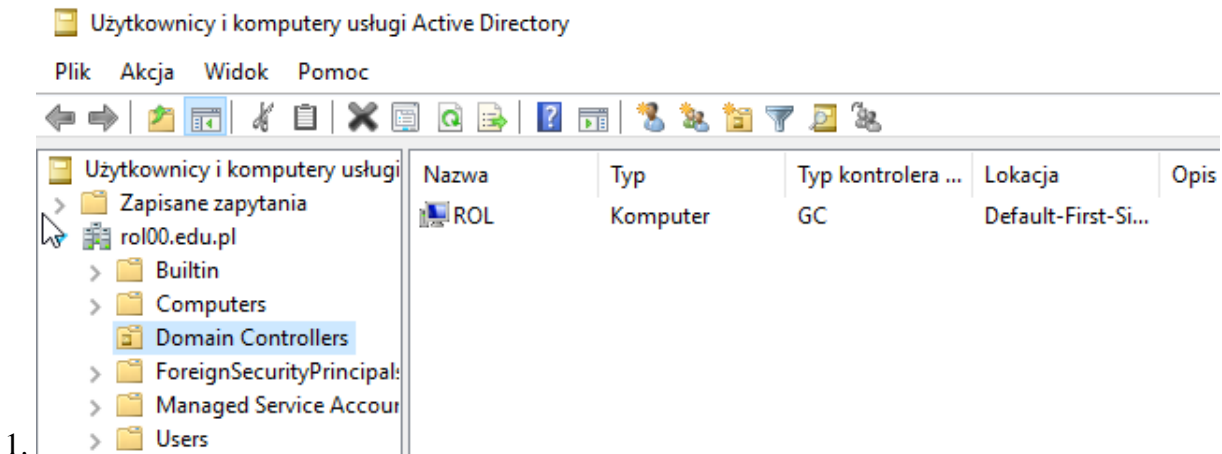 Użytkownicy i komputery usługi Active Directory
Plik Akcja Widok Pomoc
Użytkownicy i komputery usługi
Zapisane zapytania
rol00.edu.pl
Builtin
Computers
Domain Controllers
ForeignSecurityPrincipals
Managed Service Accour
Users
Nazwa Typ Typ kontrolera ... Lokacja Opis
ROL Komputer GC Default-First-Si...
1.